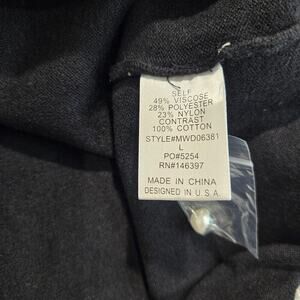 SELF
49% VISCOSE
28% POLYESTER
23% NYLON
CONTRAST
100% COTTON
STYLE#MWD06381
L
PO#5254
RN#146397
MADE IN CHINA
DESIGNED IN U.S.A.